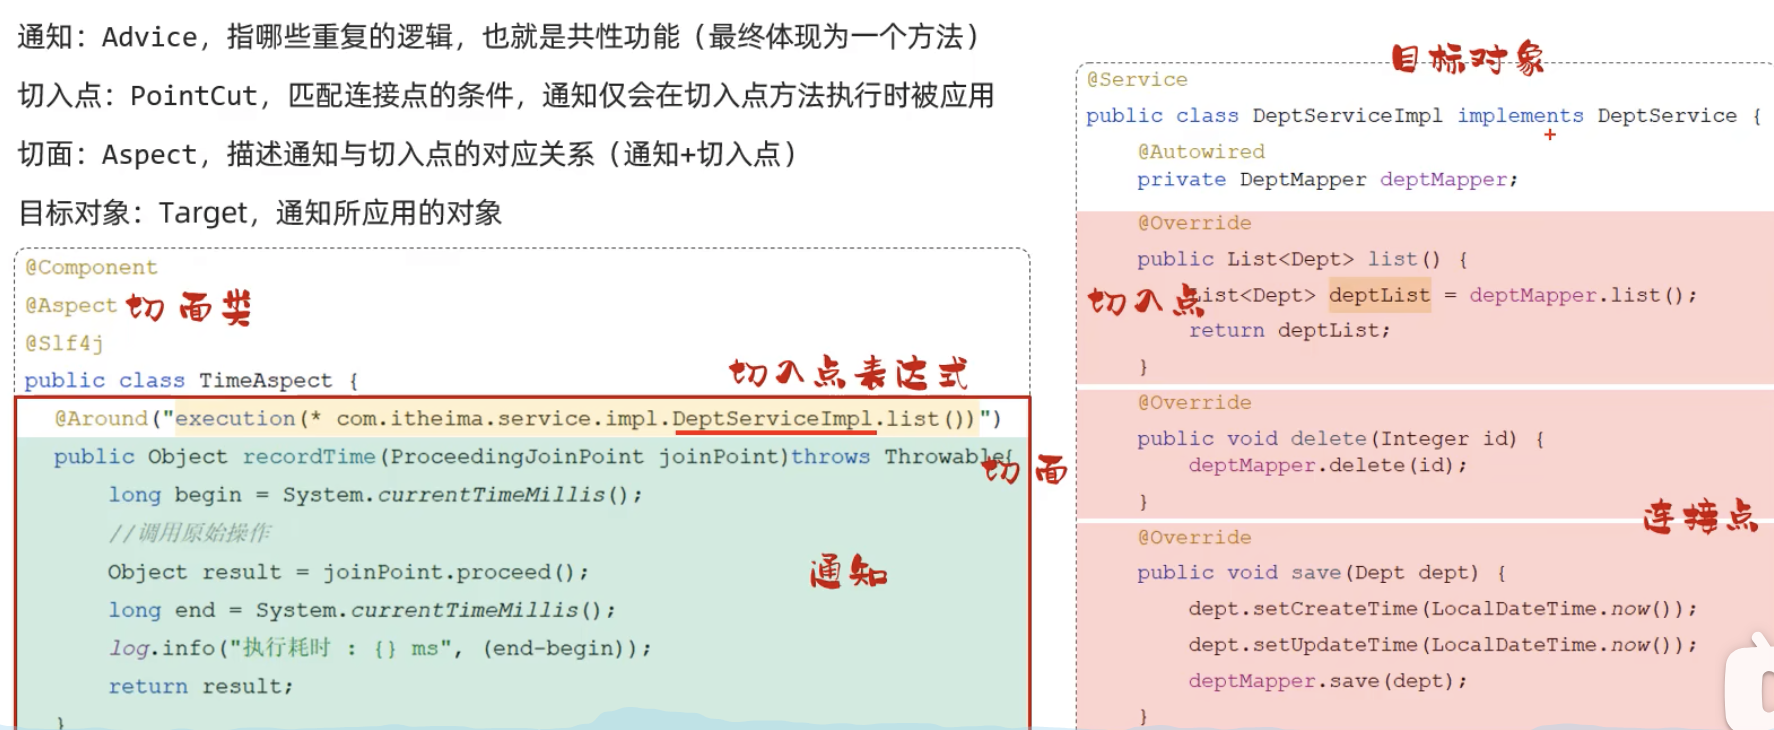 通知：Advice，指哪些重复的逻辑，也就是共性功能（最终体现为一个方法）
切入点：PointCut，匹配连接点的条件，通知仅会在切入点方法执行时被应用
切面：Aspect，描述通知与切入点的对应关系（通知+切入点）
目标对象：Target，通知所应用的对象
@Component
@Aspect 切面类
@Slf4j
public class TimeAspect {
切入点表达式
@Around("execution(* com.itheima.service.impl.DeptServiceImpl.list())")
public Object recordTime(ProceedingJoinPoint joinPoint)throws Throwable{
切面
long begin = System.currentTimeMillis();
//调用原始操作
Object result = joinPoint.proceed();
通知
long end = System.currentTimeMillis();
log.info("执行耗时 : {} ms", (end-begin));
return result;
}
目标对象
@Service
public class DeptServiceImpl implements DeptService {
@Autowired
private DeptMapper deptMapper;
@Override
public List<Dept> list() {
切入点
List<Dept> deptList = deptMapper.list();
return deptList;
}
@Override
public void delete(Integer id) {
deptMapper.delete(id);
}
连接点
@Override
public void save(Dept dept) {
dept.setCreateTime(LocalDateTime.now());
dept.setUpdateTime(LocalDateTime.now());
deptMapper.save(dept);
}